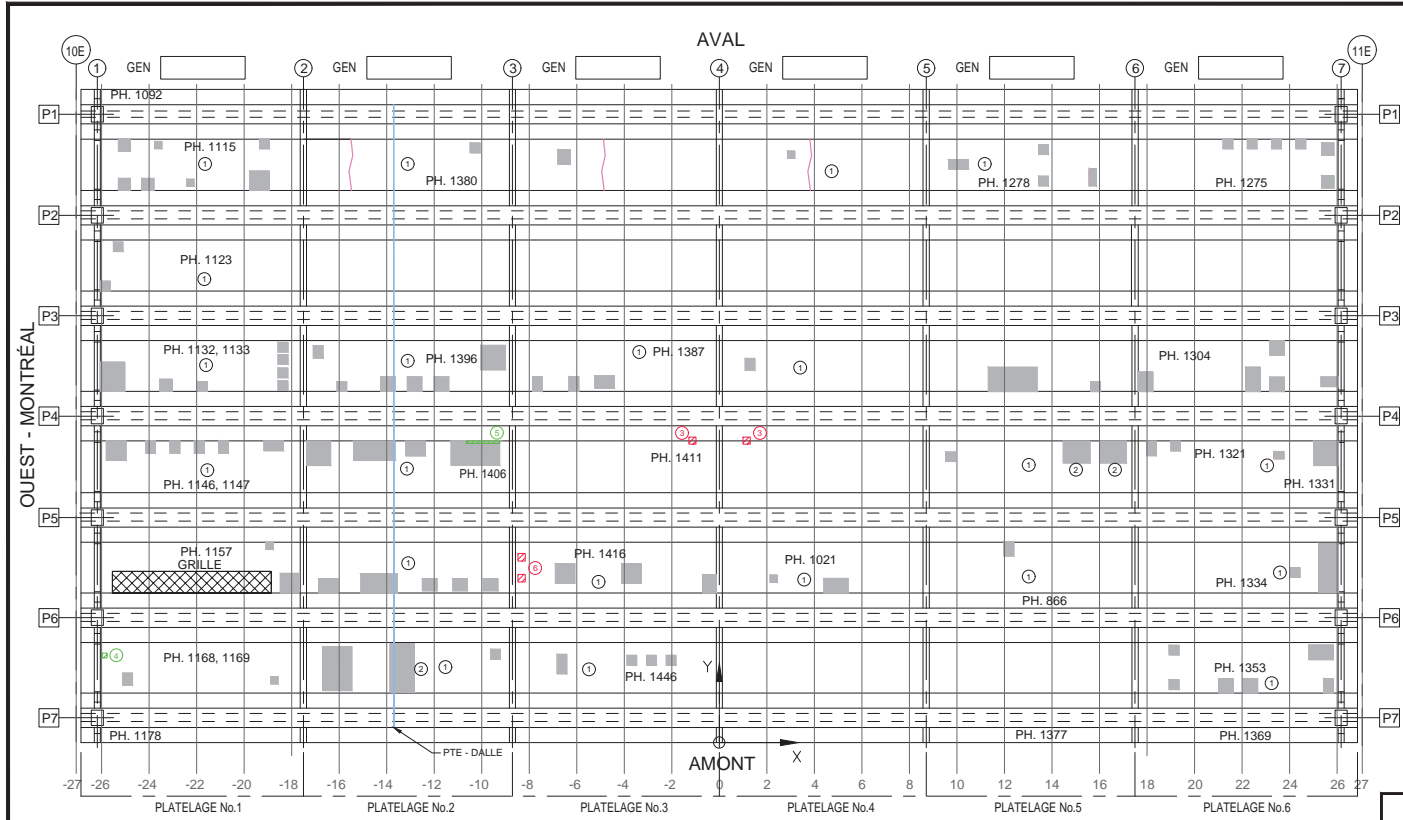 AVAL
10E
11E
1
GEN
2
GEN
3
GEN
4
GEN
5
GEN
6
GEN
7
PH. 1092
P1
P1
PH. 1115
1
1
PH. 1380
1
1
PH. 1278
PH. 1275
P2
P2
PH. 1123
1
P3
P3
PH. 1132, 1133
1
1
PH. 1396
1
PH. 1387
1
PH. 1304
OUEST - MONTRÉAL
P4
P4
5
3
3
1
PH. 1146, 1147
1
PH. 1406
PH. 1411
1
2
2
PH. 1321
1
PH. 1331
P5
P5
PH. 1157
GRILLE
1
6
PH. 1416
1
PH. 1021
1
1
PH. 866
PH. 1334
1
P6
P6
4
PH. 1168, 1169
2
1
1
PH. 1446
Y
PH. 1353
1
P7
P7
PH. 1178
PTE - DALLE
AMONT
X
PH. 1377
PH. 1369
-27 -26 -24 -22 -20 -18 -16 -14 -12 -10 -8 -6 -4 -2 0 2 4 6 8 10 12 14 16 18 20 22 24 26 27
PLATELAGE No.1
PLATELAGE No.2
PLATELAGE No.3
PLATELAGE No.4
PLATELAGE No.5
PLATELAGE No.6